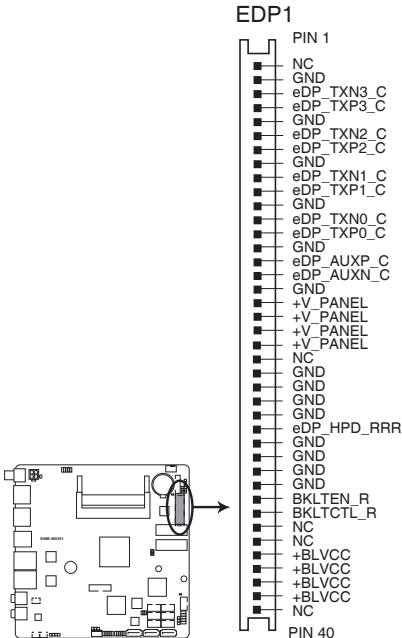 EDP1
PIN 1
NC
GND
eDP_TXN3_C
eDP_TXP3_C
GND
eDP_TXN2_C
eDP_TXP2_C
GND
eDP_TXN1_C
eDP_TXP1_C
GND
eDP_TXN0_C
eDP_TXP0_C
GND
eDP_AUXP_C
eDP_AUXN_C
GND
+V_PANEL
+V_PANEL
+V_PANEL
+V_PANEL
NC
GND
GND
GND
GND
eDP_HPD_RRR
GND
GND
GND
GND
BKLTEN_R
BKLTCTL_R
NC
NC
+BLVCC
+BLVCC
+BLVCC
+BLVCC
NC
PIN 40